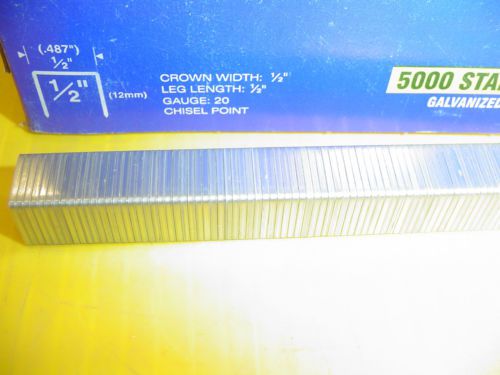 (.487")
1/2"
1/2"
(12mm)
CROWN WIDTH: 1/2"
LEG LENGTH: 1/2"
GAUGE: 20
CHISEL POINT
5000
GALVANIZED